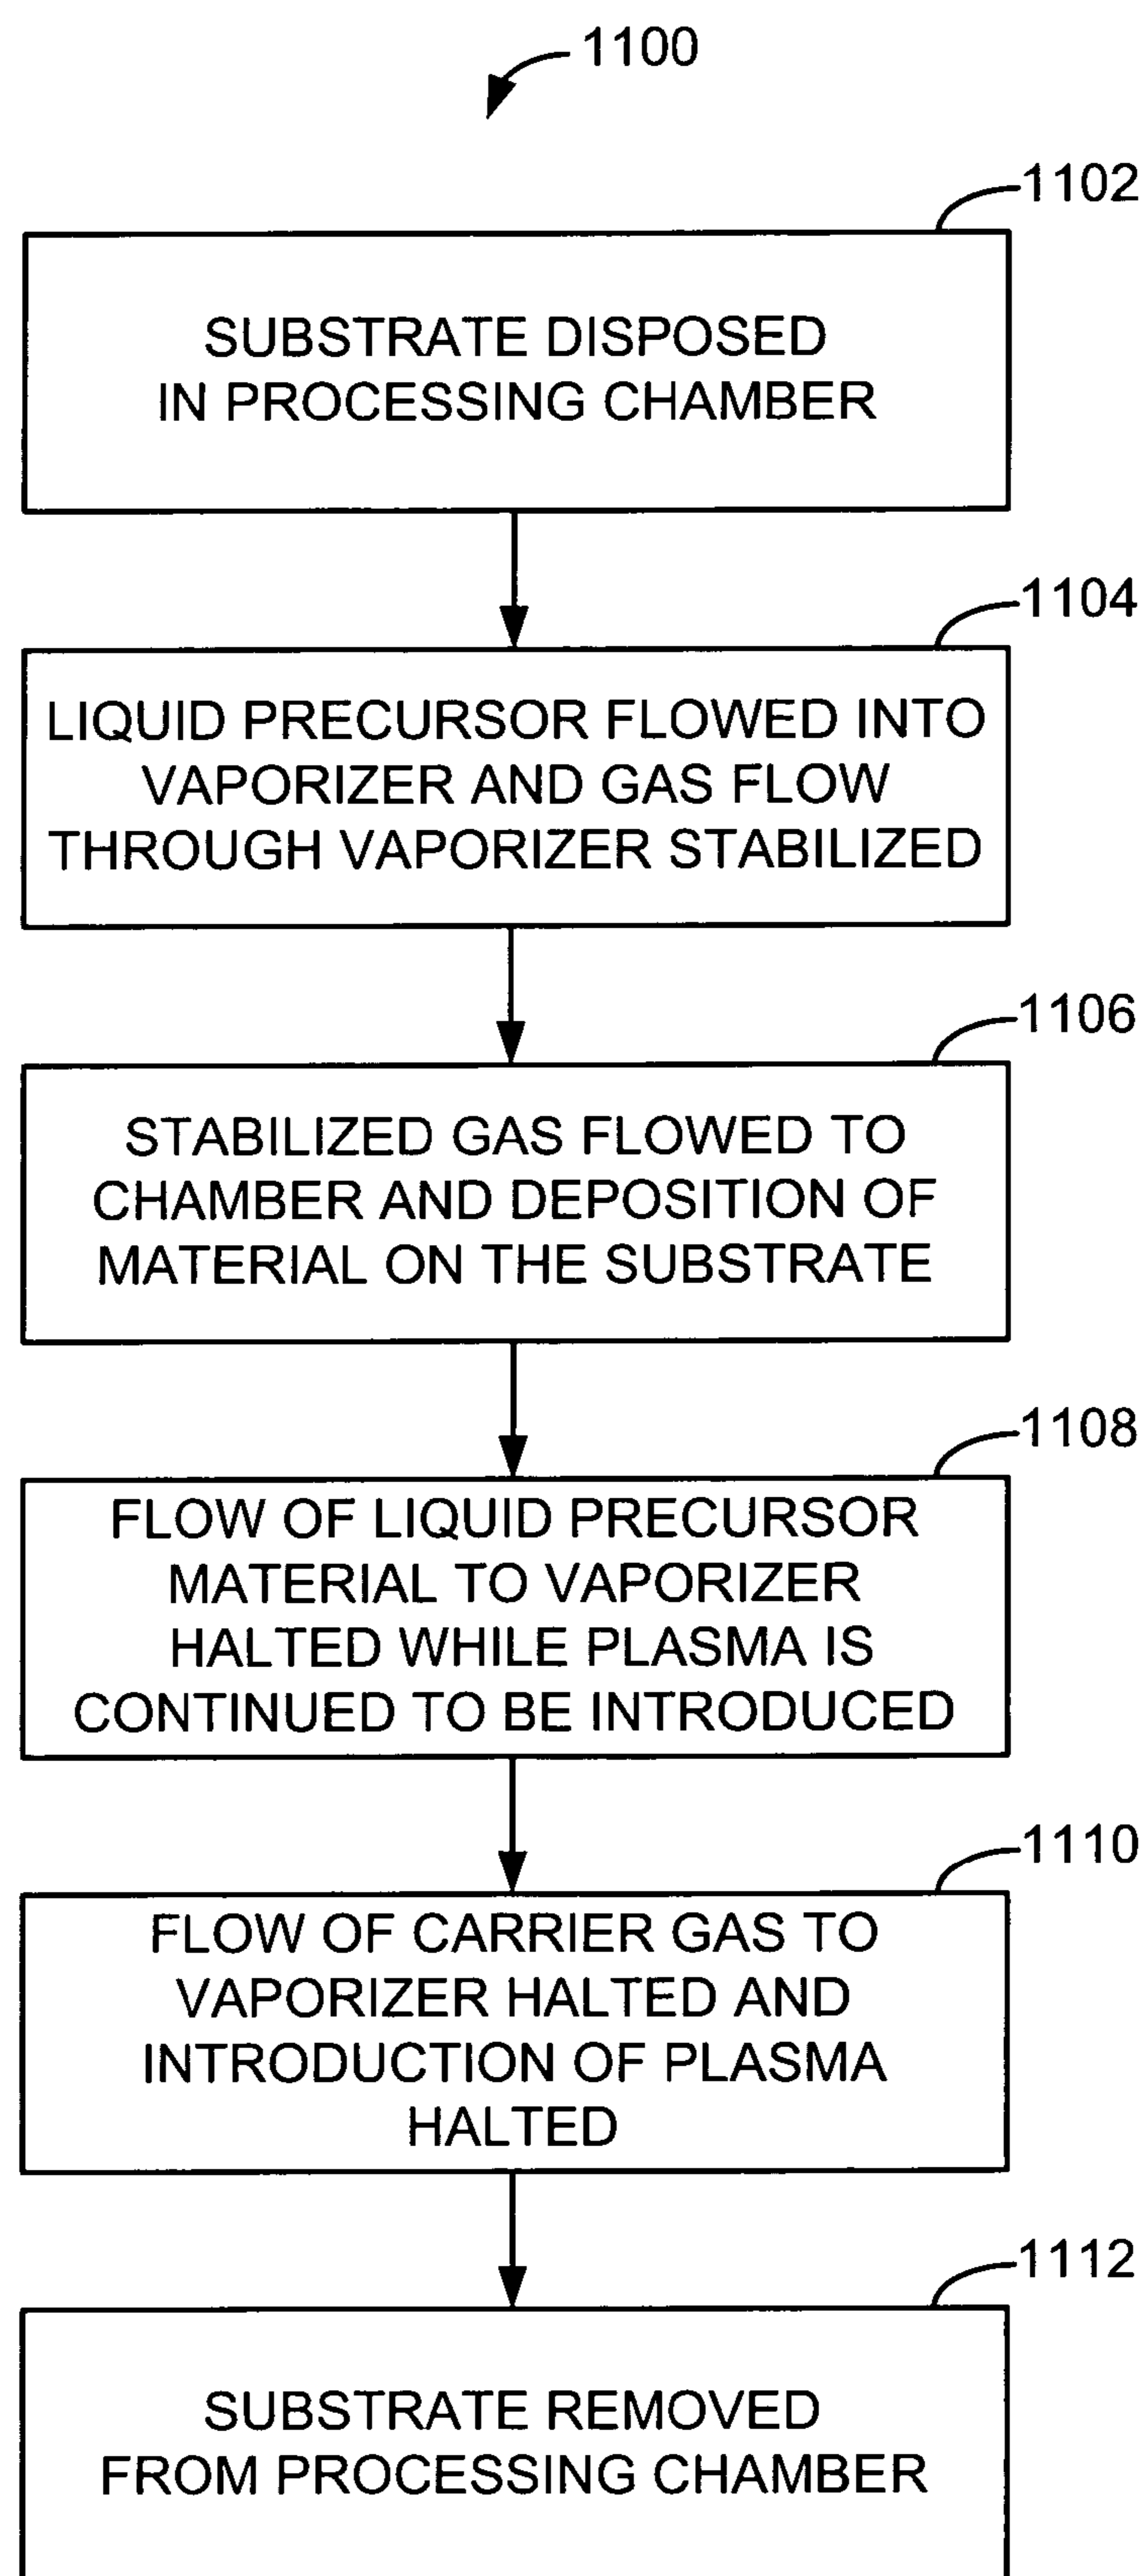 1100
1102
SUBSTRATE DISPOSED
IN PROCESSING CHAMBER
1104
LIQUID PRECURSOR FLOWED INTO
VAPORIZER AND GAS FLOW
THROUGH VAPORIZER STABILIZED
1106
STABILIZED GAS FLOWED TO
CHAMBER AND DEPOSITION OF
MATERIAL ON THE SUBSTRATE
1108
FLOW OF LIQUID PRECURSOR
MATERIAL TO VAPORIZER
HALTED WHILE PLASMA IS
CONTINUED TO BE INTRODUCED
1110
FLOW OF CARRIER GAS TO
VAPORIZER HALTED AND
INTRODUCTION OF PLASMA
HALTED
1112
SUBSTRATE REMOVED
FROM PROCESSING CHAMBER